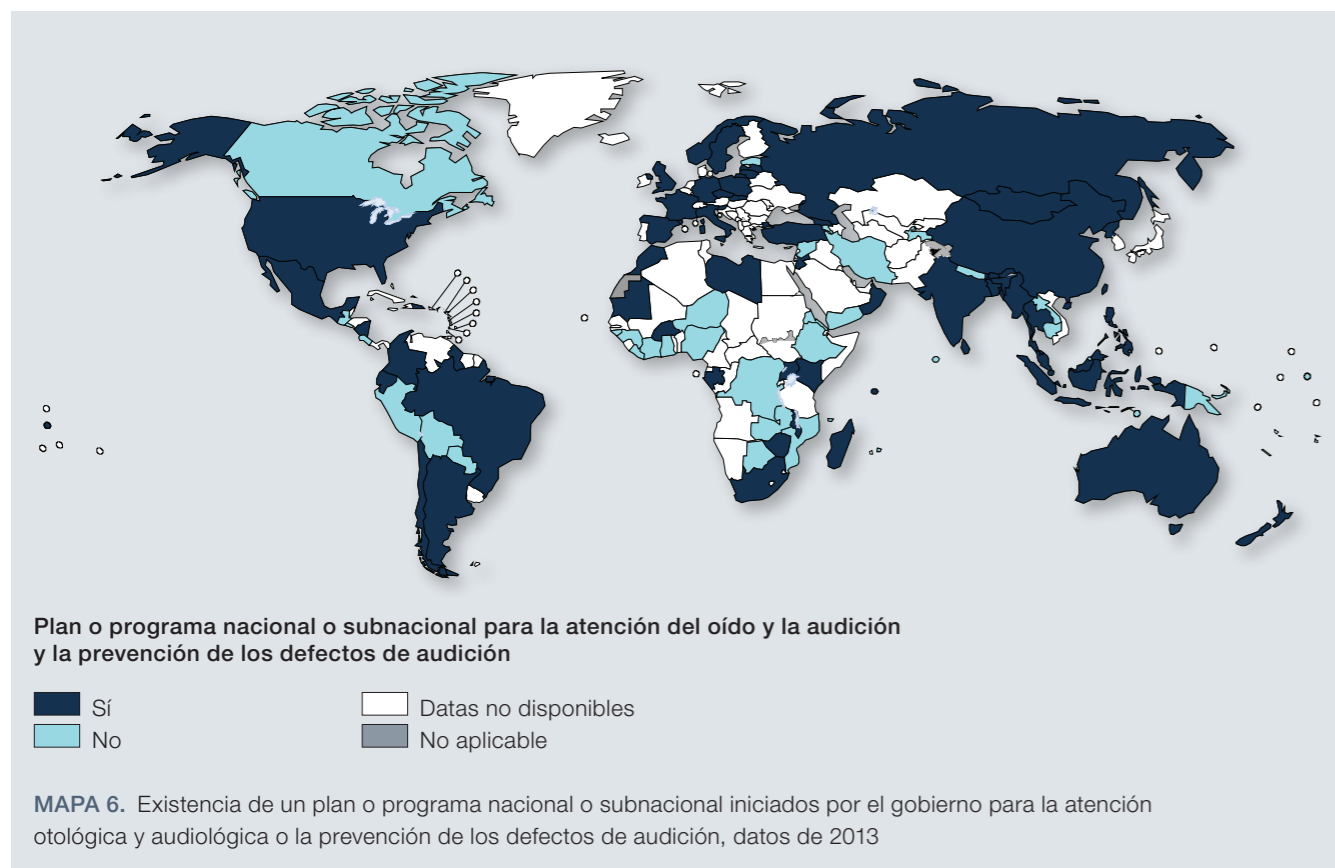 Plan o programa nacional o subnacional para la atención del oído y la audición
y la prevención de los defectos de audición
Sí
No
Datas no disponibles
No aplicable
MAPA 6. Existencia de un plan o programa nacional o subnacional iniciados por el gobierno para la atención
otológica y audiológica o la prevención de los defectos de audición, datos de 2013